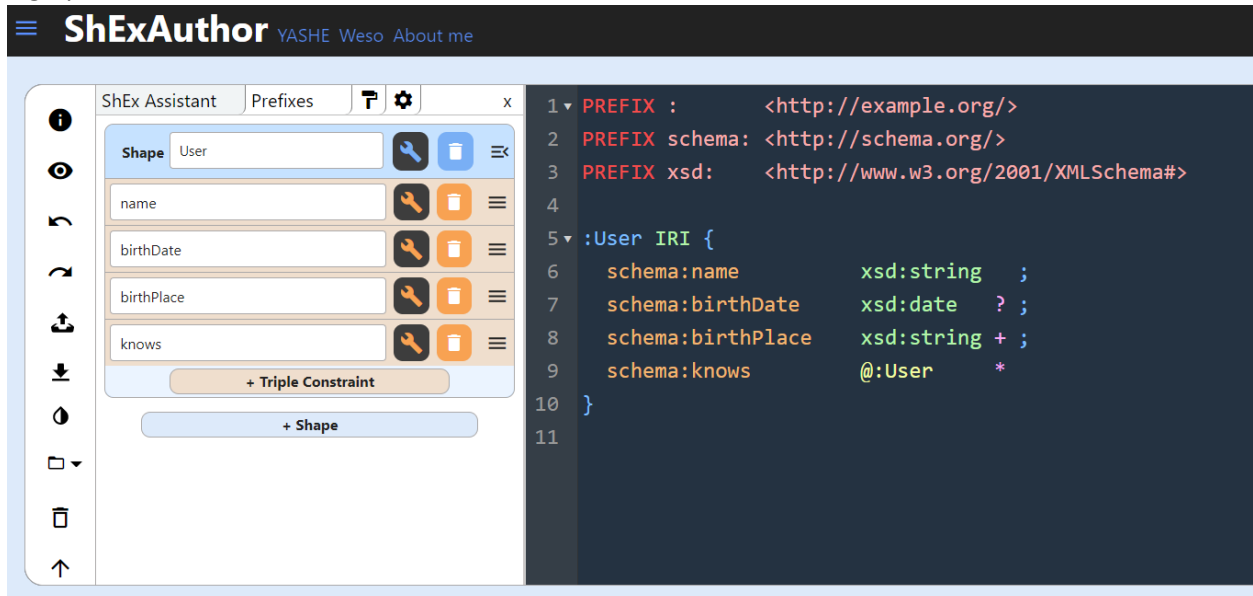 ShExAuthor YASHE Weso About me
ShEx Assistant Prefixes x
Shape User
name
birthDate
birthPlace
knows
+ Triple Constraint
+ Shape
1 PREFIX :       <http://example.org/>
2 PREFIX schema: <http://schema.org/>
3 PREFIX xsd:    <http://www.w3.org/2001/XMLSchema#>
4
5 :User IRI {
6   schema:name          xsd:string   ;
7   schema:birthDate     xsd:date   ? ;
8   schema:birthPlace    xsd:string + ;
9   schema:knows         @:User     *
10 }
11